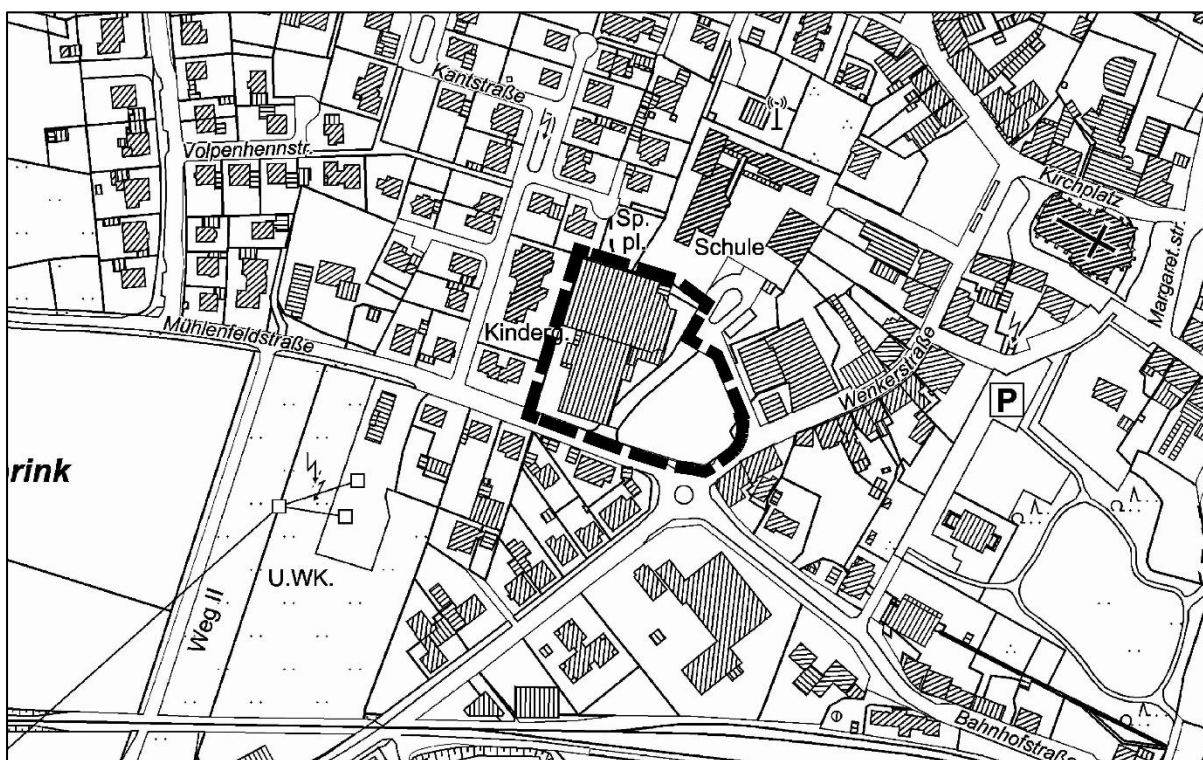 Kantstraße
Volpenhennstr.
Kirchplatz
Sp.
pl.
Schule
Margaret.str.
Mühlenfeldstraße
Kinderg.
Wenkerstraße
P
rink
U.WK.
Weg II
Bahnhofstraße